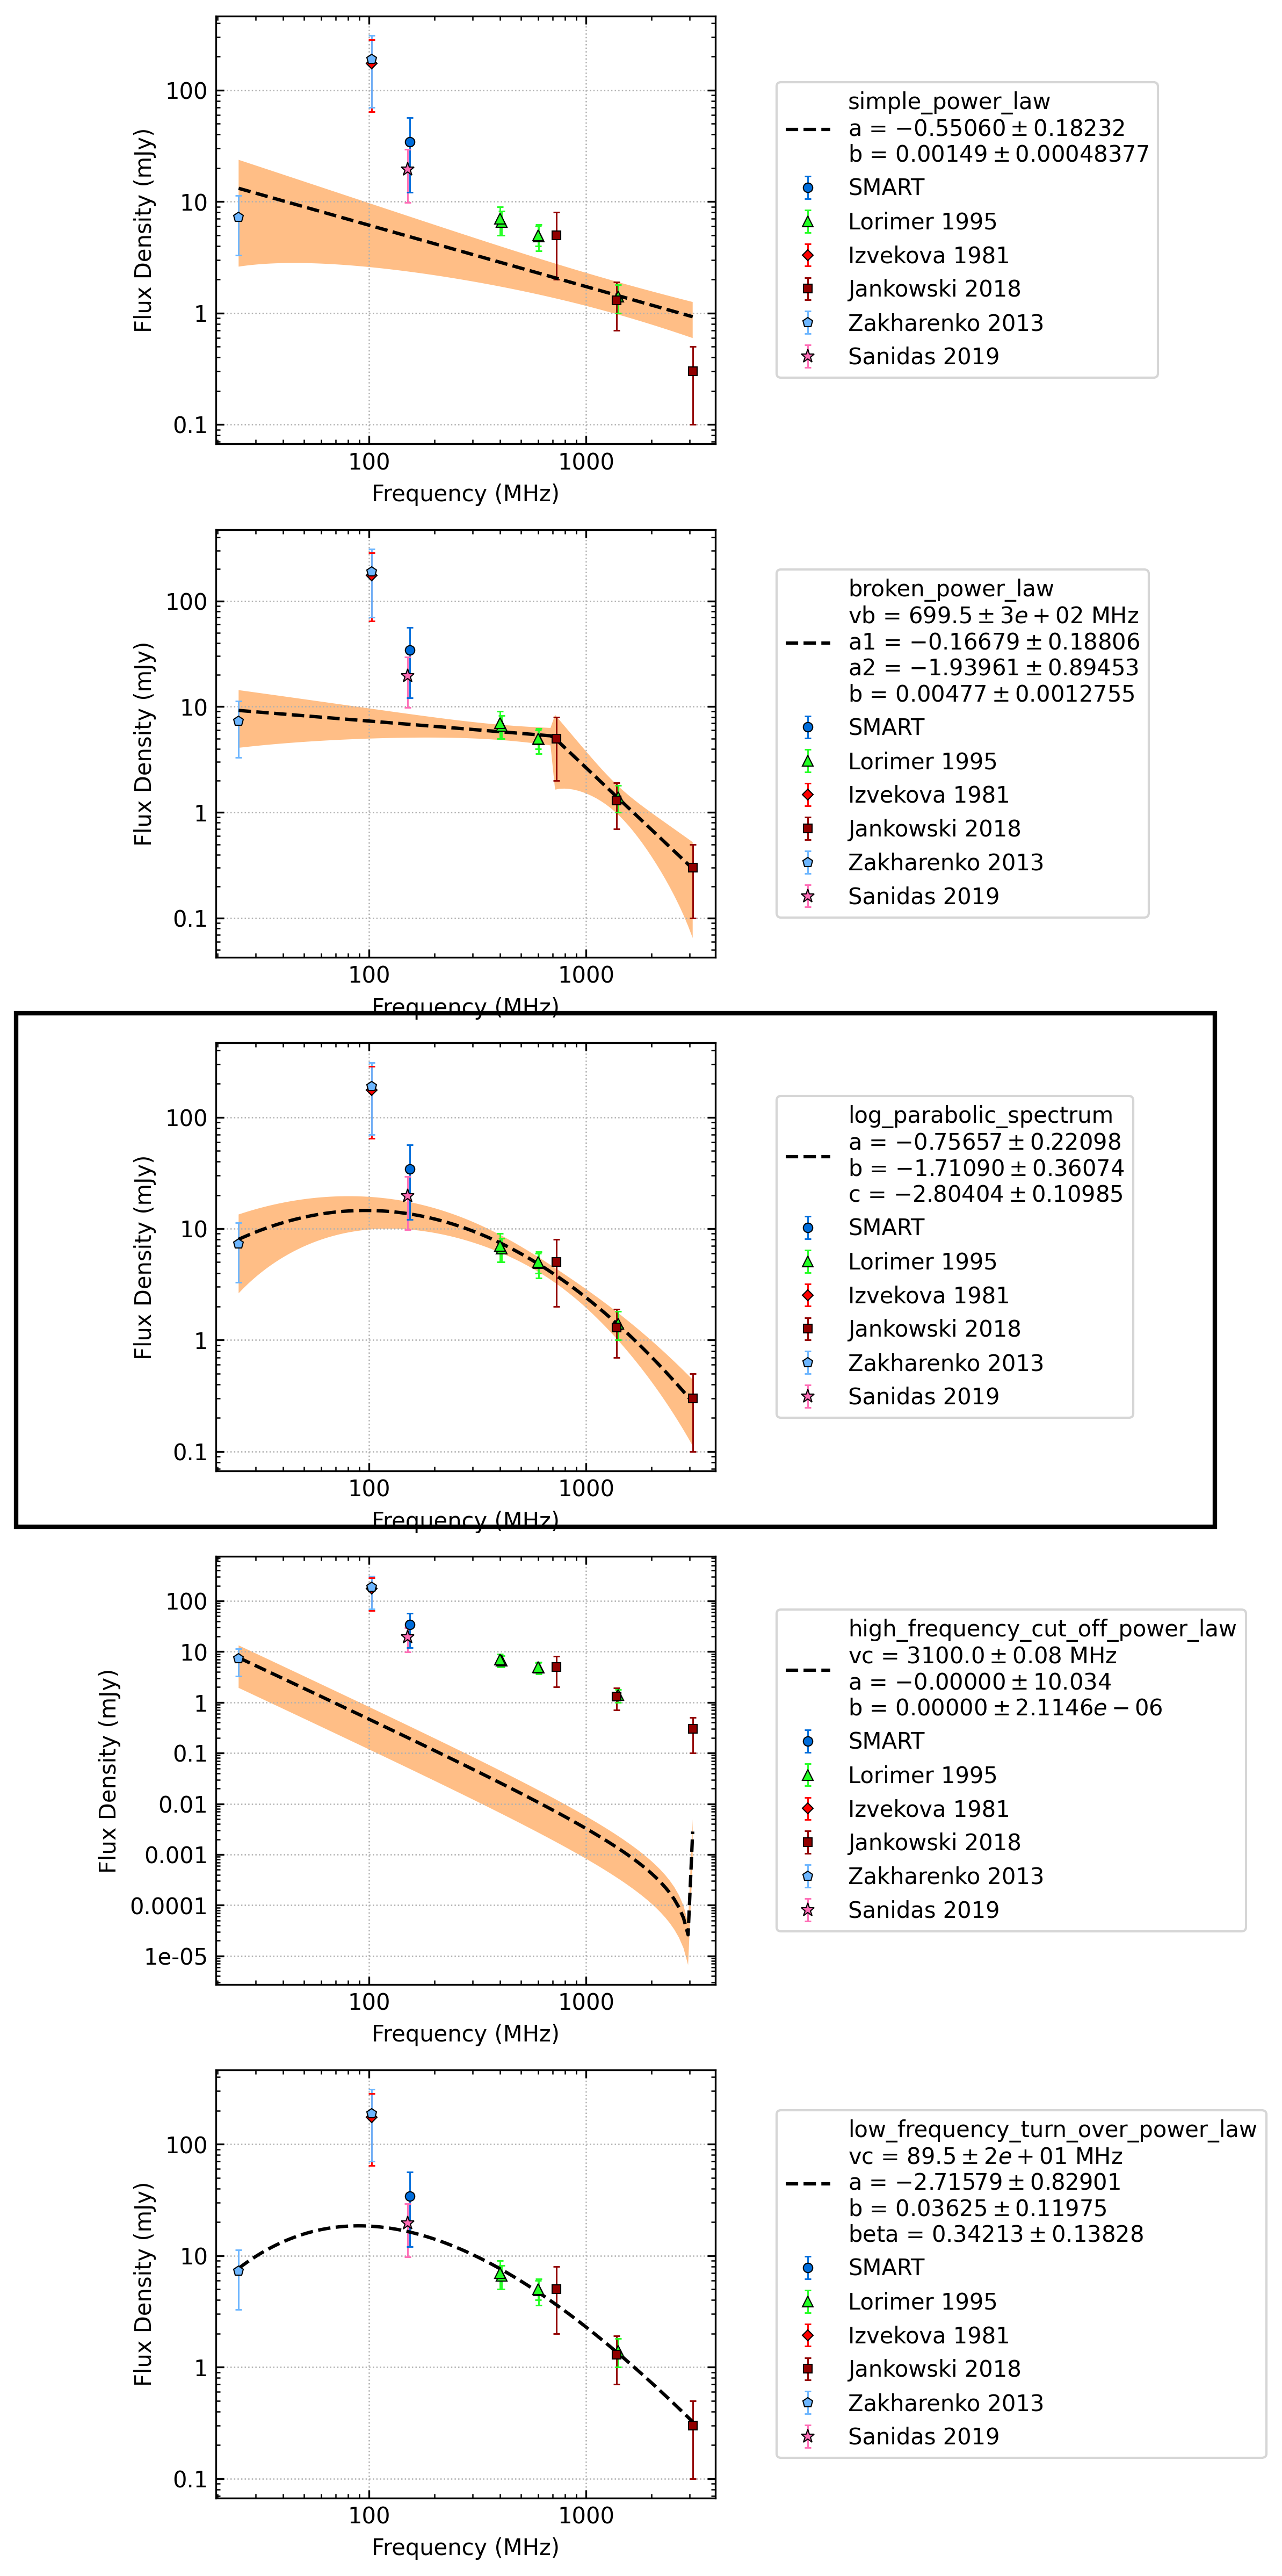 100
10
1
0.1
Flux Density (mJy)
100 1000
Frequency (MHz)
simple_power_law
a = −0.55060 ± 0.18232
b = 0.00149 ± 0.00048377
SMART
Lorimer 1995
Izvekova 1981
Jankowski 2018
Zakharenko 2013
Sanidas 2019
100
10
1
0.1
Flux Density (mJy)
100 1000
Frequency (MHz)
broken_power_law
vb = 699.5 ± 3e + 02 MHz
a1 = −0.16679 ± 0.18806
a2 = −1.93961 ± 0.89453
b = 0.00477 ± 0.0012755
SMART
Lorimer 1995
Izvekova 1981
Jankowski 2018
Zakharenko 2013
Sanidas 2019
100
10
1
0.1
Flux Density (mJy)
100 1000
Frequency (MHz)
log_parabolic_spectrum
a = −0.75657 ± 0.22098
b = −1.71090 ± 0.36074
c = −2.80404 ± 0.10985
SMART
Lorimer 1995
Izvekova 1981
Jankowski 2018
Zakharenko 2013
Sanidas 2019
100
10
1
0.1
0.01
0.001
0.0001
1e-05
Flux Density (mJy)
100 1000
Frequency (MHz)
high_frequency_cut_off_power_law
vc = 3100.0 ± 0.08 MHz
a = −0.00000 ± 10.034
b = 0.00000 ± 2.1146e − 06
SMART
Lorimer 1995
Izvekova 1981
Jankowski 2018
Zakharenko 2013
Sanidas 2019
100
10
1
0.1
Flux Density (mJy)
100 1000
Frequency (MHz)
low_frequency_turn_over_power_law
vc = 89.5 ± 2e + 01 MHz
a = −2.71579 ± 0.82901
b = 0.03625 ± 0.11975
beta = 0.34213 ± 0.13828
SMART
Lorimer 1995
Izvekova 1981
Jankowski 2018
Zakharenko 2013
Sanidas 2019